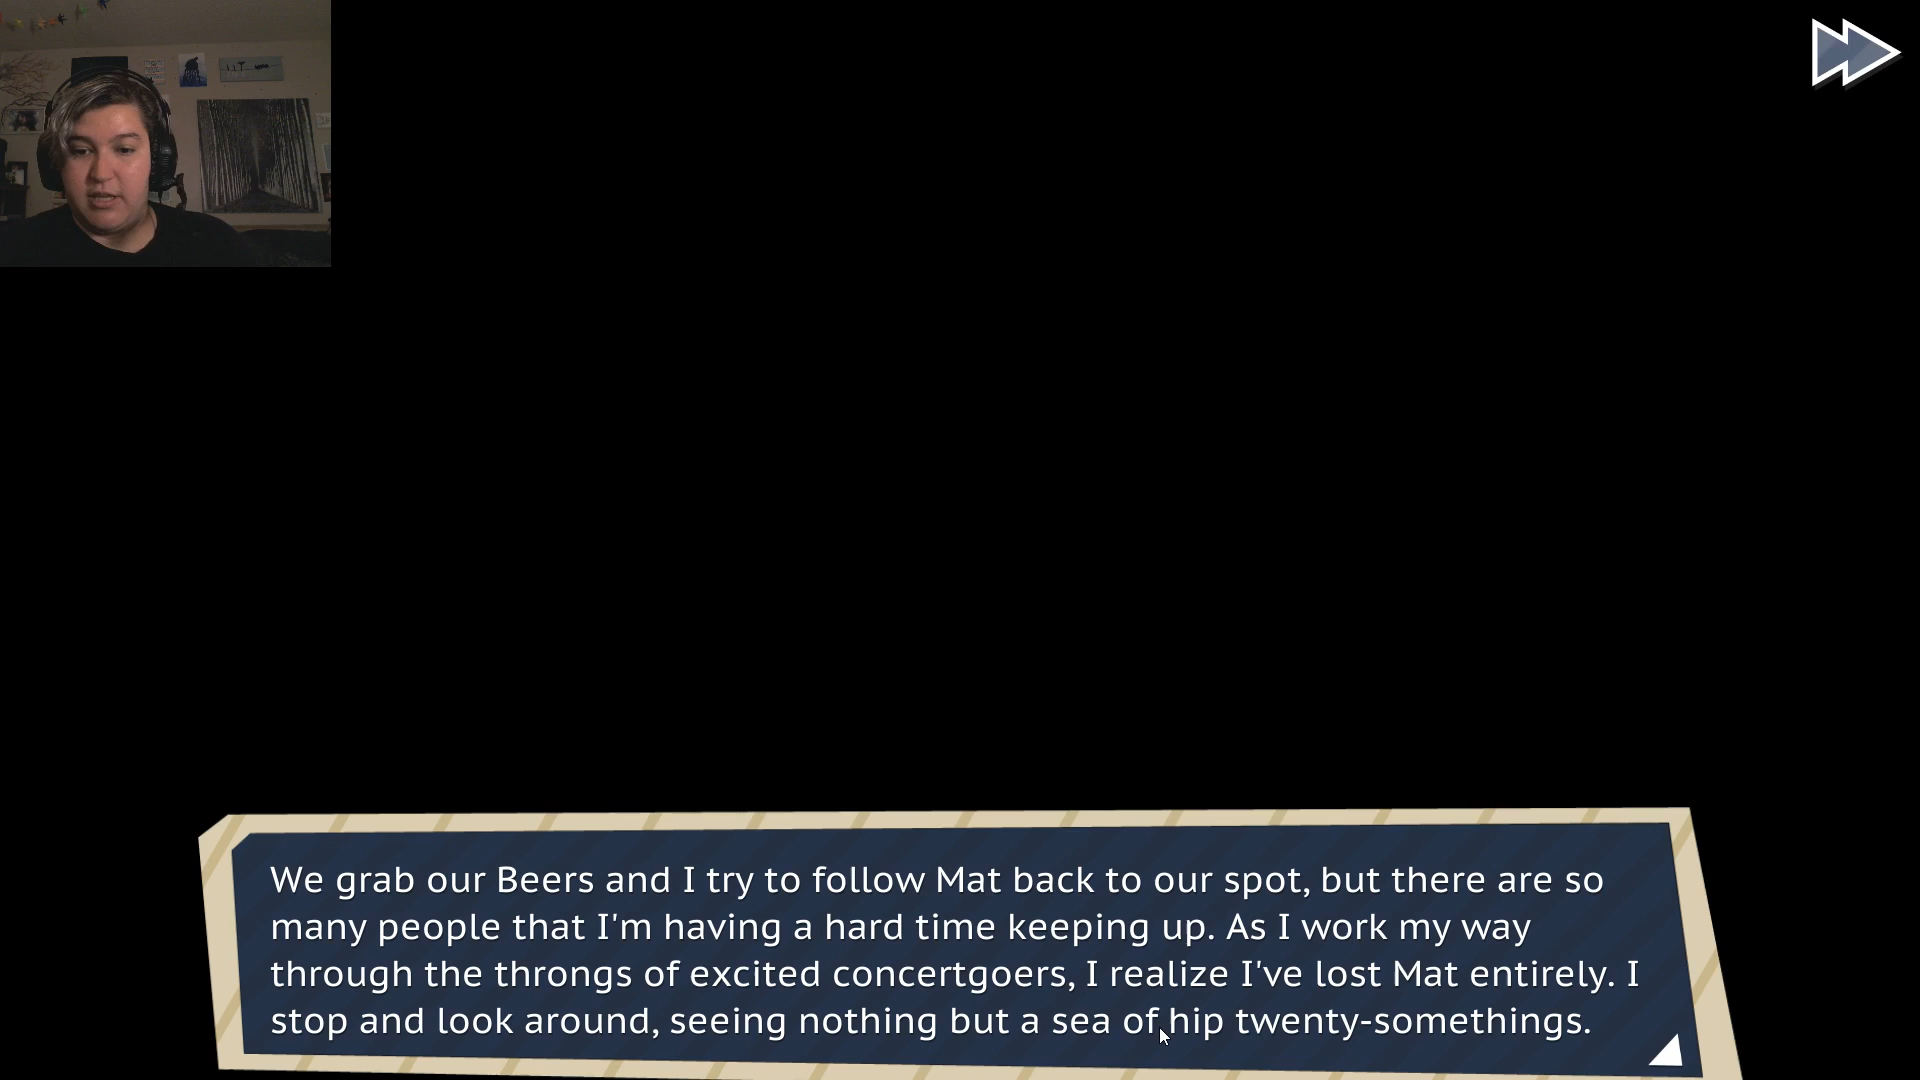 We grab our Beers and I try to follow Mat back to our spot, but there are so
many people that I'm having a hard time keeping up. As I work my way
through the throngs of excited concertgoers, I realize I've lost Mat entirely. I
stop and look around, seeing nothing but a sea of hip twenty-somethings.